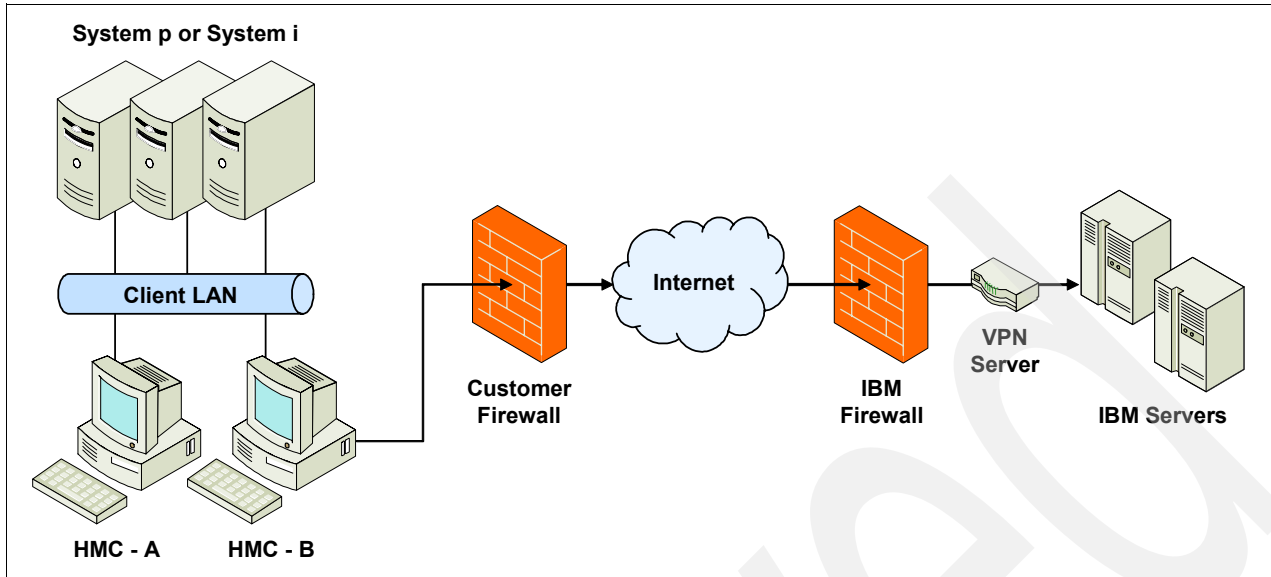 System p or System i
Client LAN
HMC - A
HMC - B
Customer
Firewall
Internet
IBM
Firewall
VPN
Server
IBM Servers